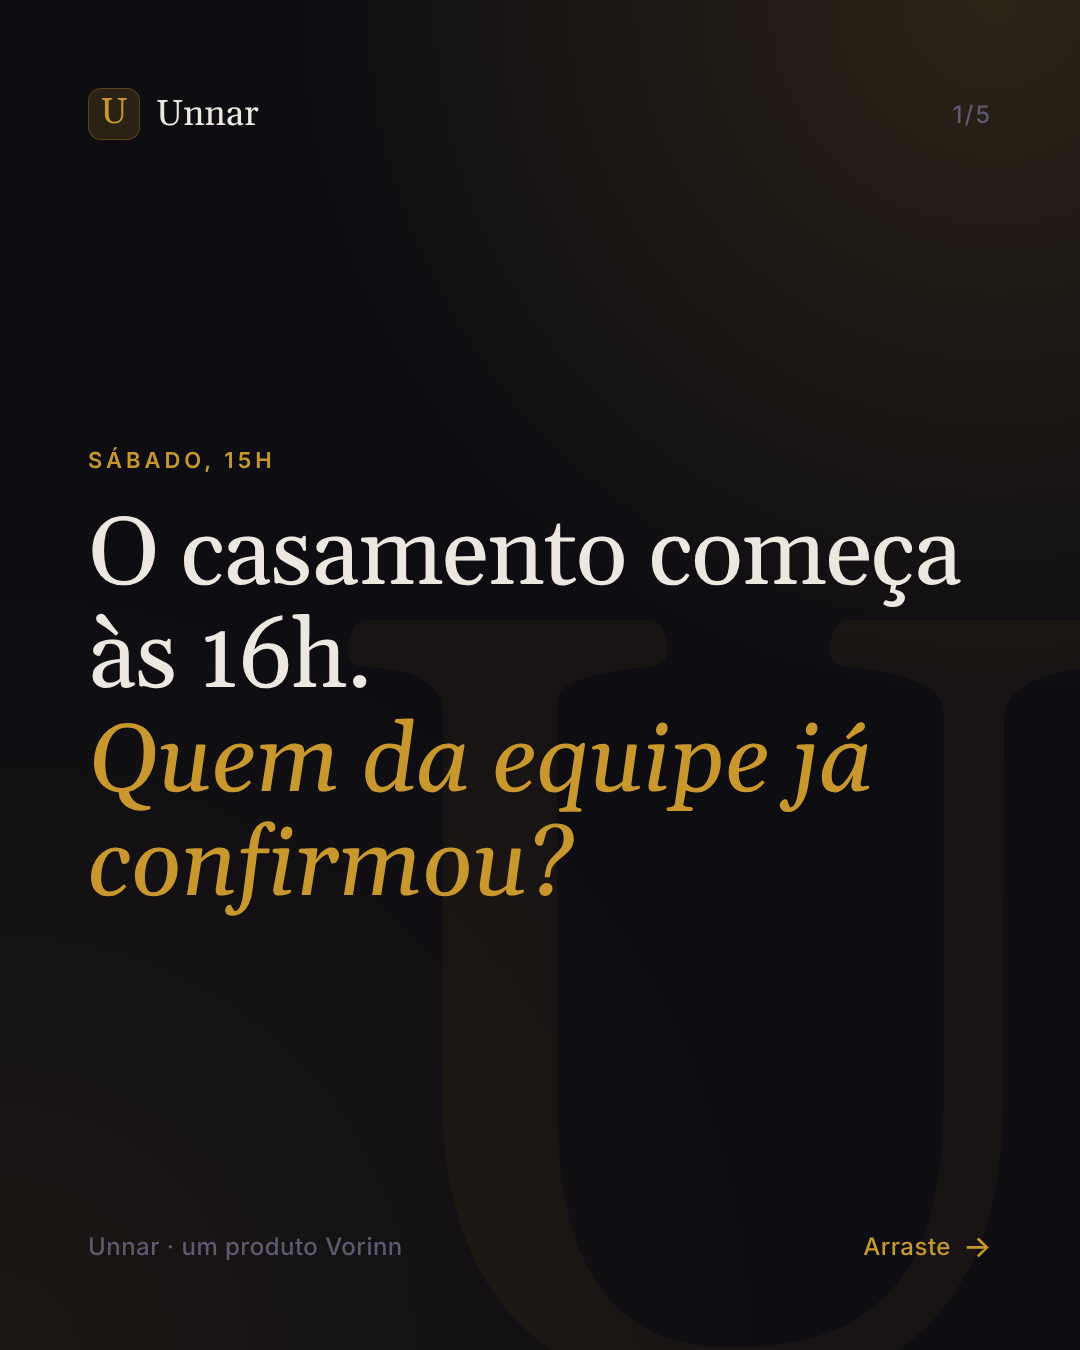 U Unnar
1/5
SÁBADO, 15H
O casamento começa
às 16h.
Quem da equipe já
confirmou?
Unnar · um produto Vorinn
Arraste →